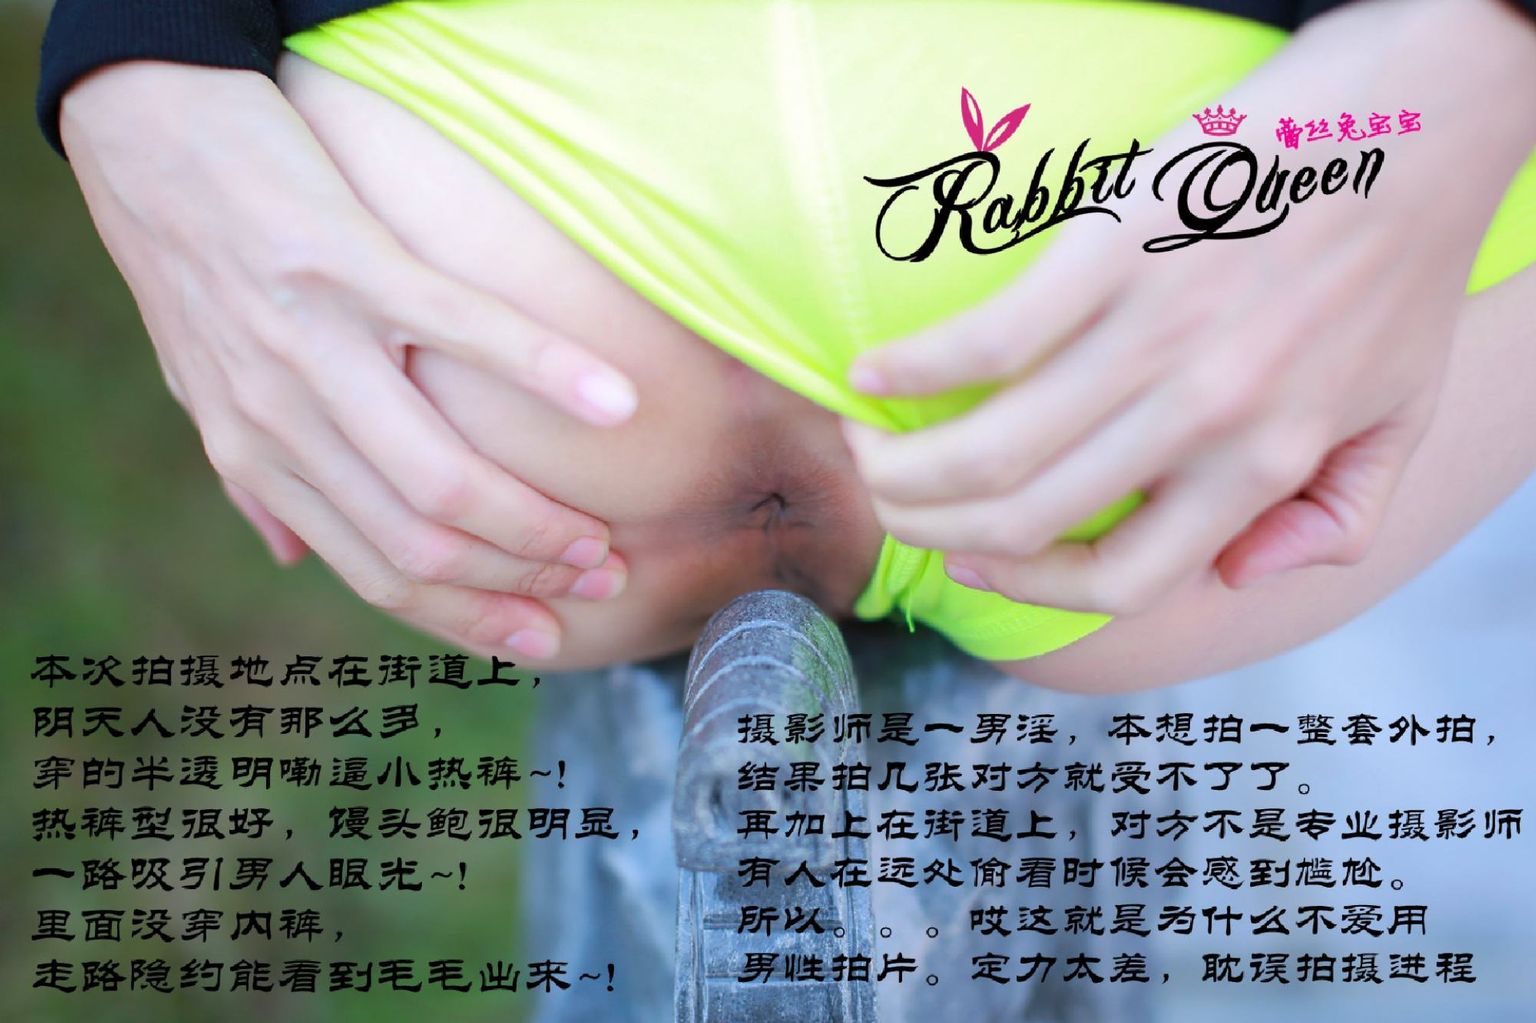 Rabbit Queen
蕾丝兔宝宝
本次拍摄地点在街道上，
阴天人没有那么多，
穿的半透明嘞逼小热裤~！
热裤型很好，馒头鲍很明显，
一路吸引男人眼光~！
里面没穿内裤，
走路隐约能看到毛毛出来~！
摄影师是一男淫，本想拍一整套外拍，
结果拍几张对方就受不了了。
再加上在街道上，对方不是专业摄影师
有人在远处偷看时候会感到尴尬。
所以。。。哎这就是为什么不爱用
男性拍片。定力太差，耽误拍摄进程